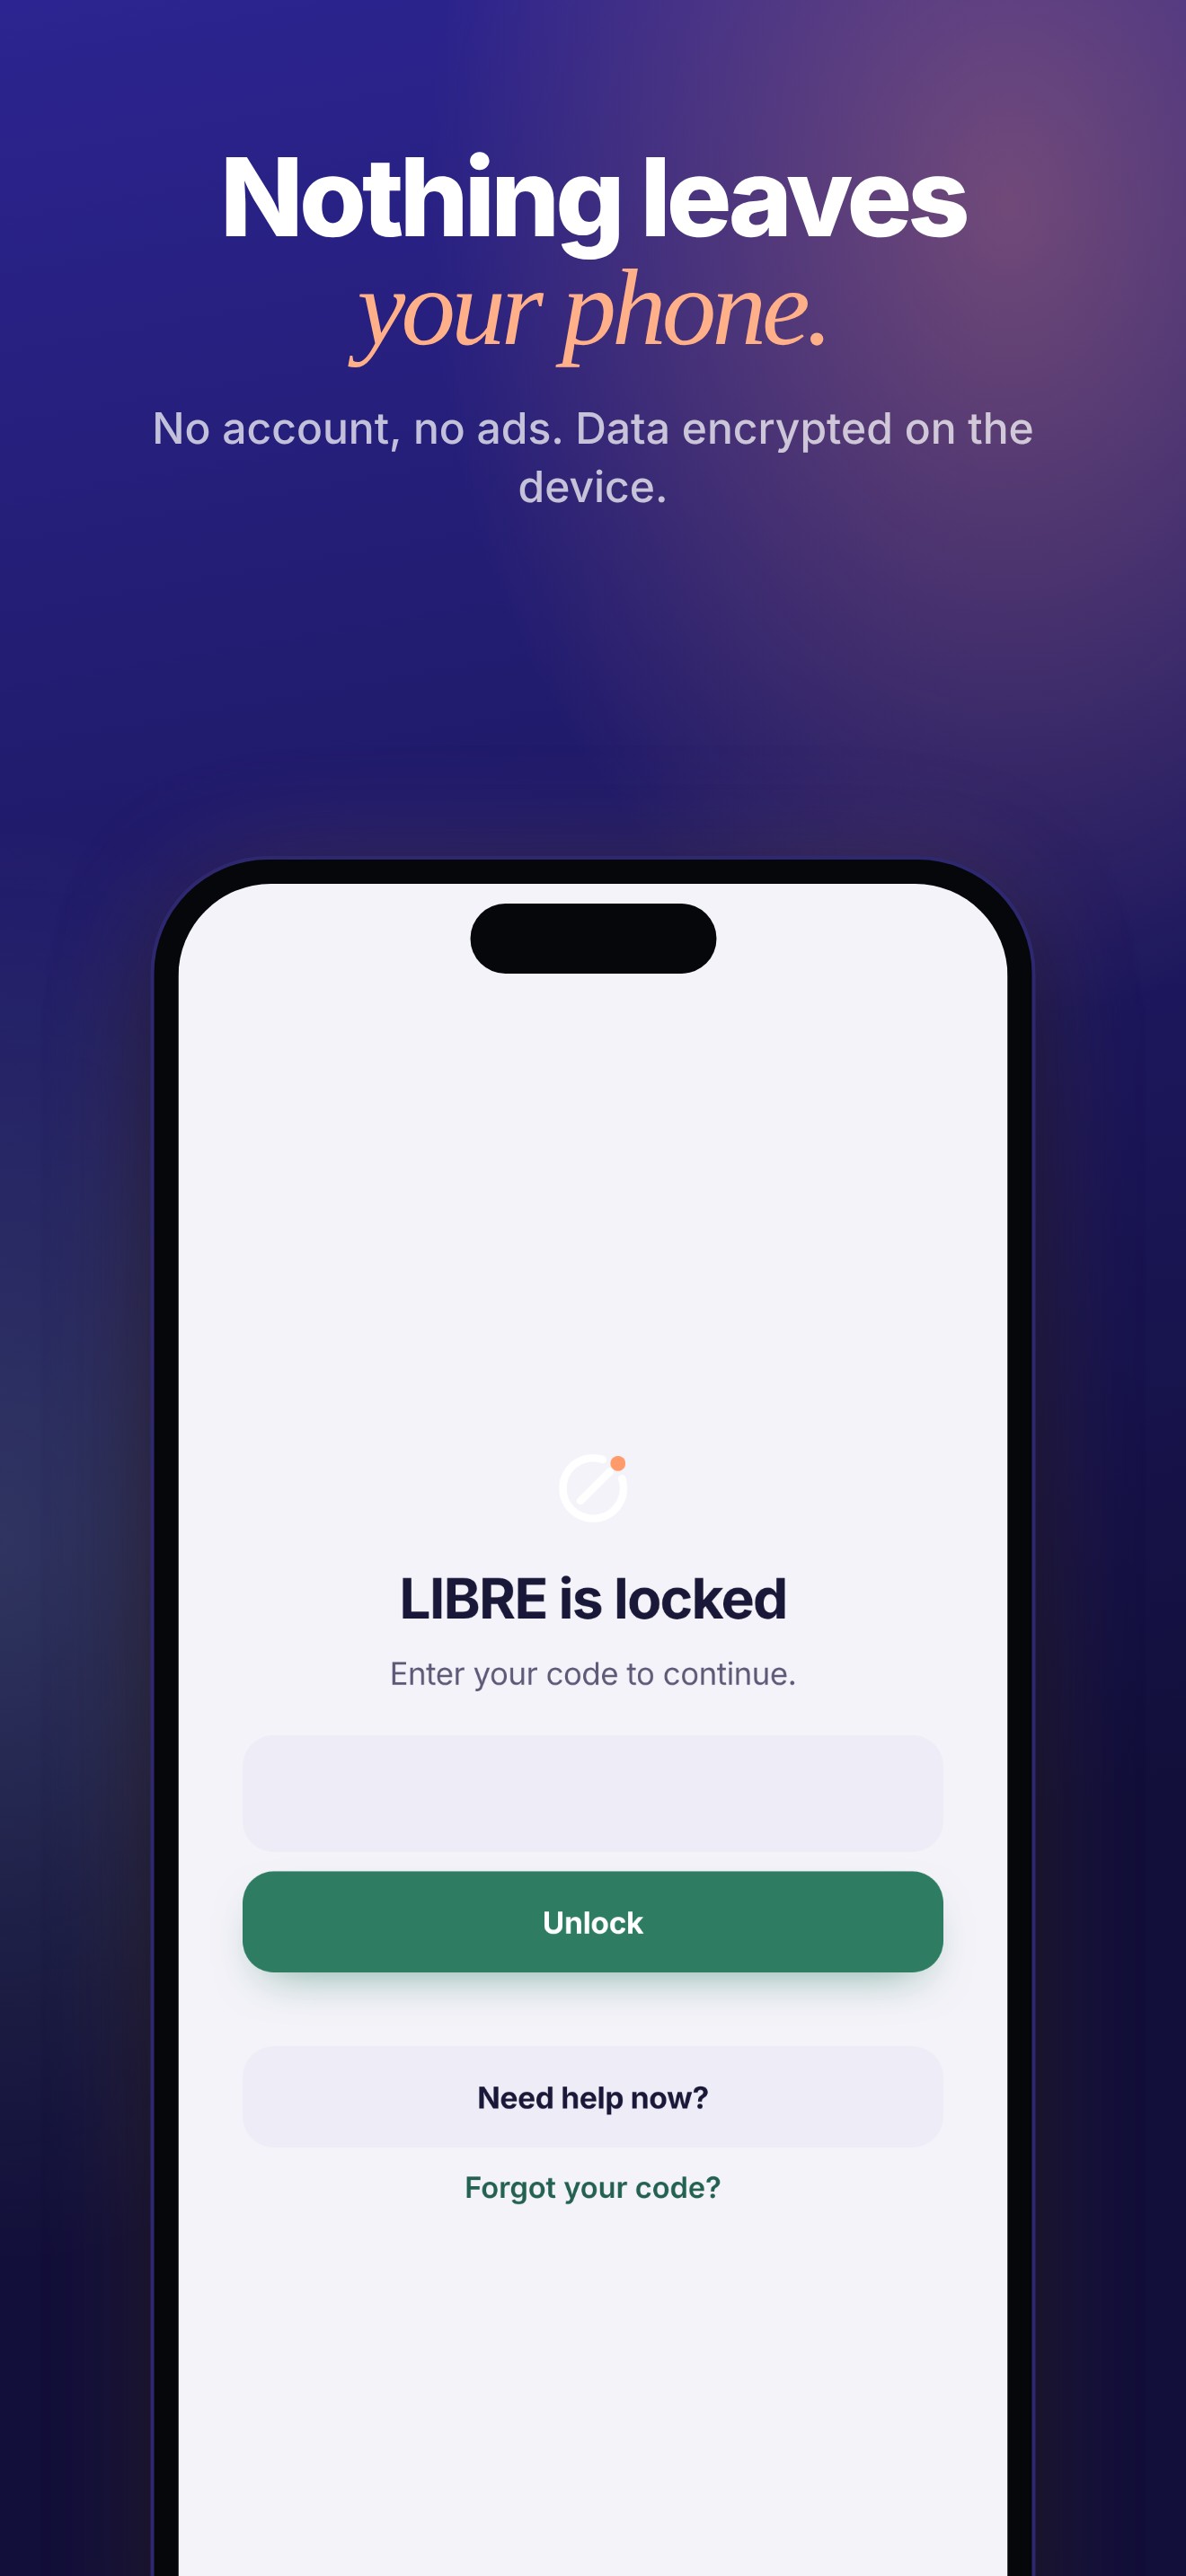 Nothing leaves
your phone.
No account, no ads. Data encrypted on the
device.
LIBRE is locked
Enter your code to continue.
Unlock
Need help now?
Forgot your code?